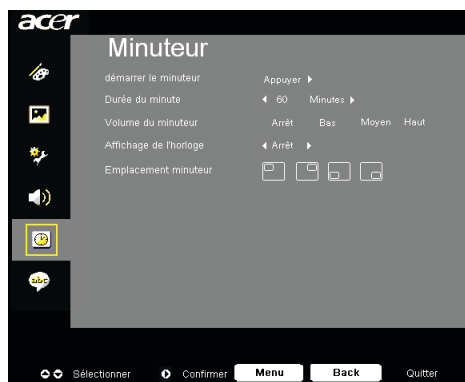 acer
Minuteur
démarrer le minuteur Appuyer
Durée du minute 60 Minutes
Volume du minuteur Arrêt Bas Moyen Haut
Affichage de l'horloge Arrêt
Emplacement minuteur
abc
Sélectionner Confirmer Menu Back Quitter